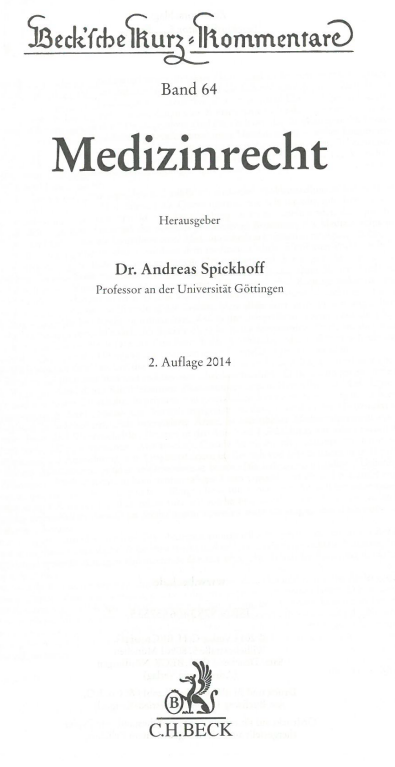 Beck'sche Kurz-Kommentare
Band 64
Medizinrecht
Herausgeber
Dr. Andreas Spickhoff
Professor an der Universität Göttingen
2. Auflage 2014
B
C.H.BECK